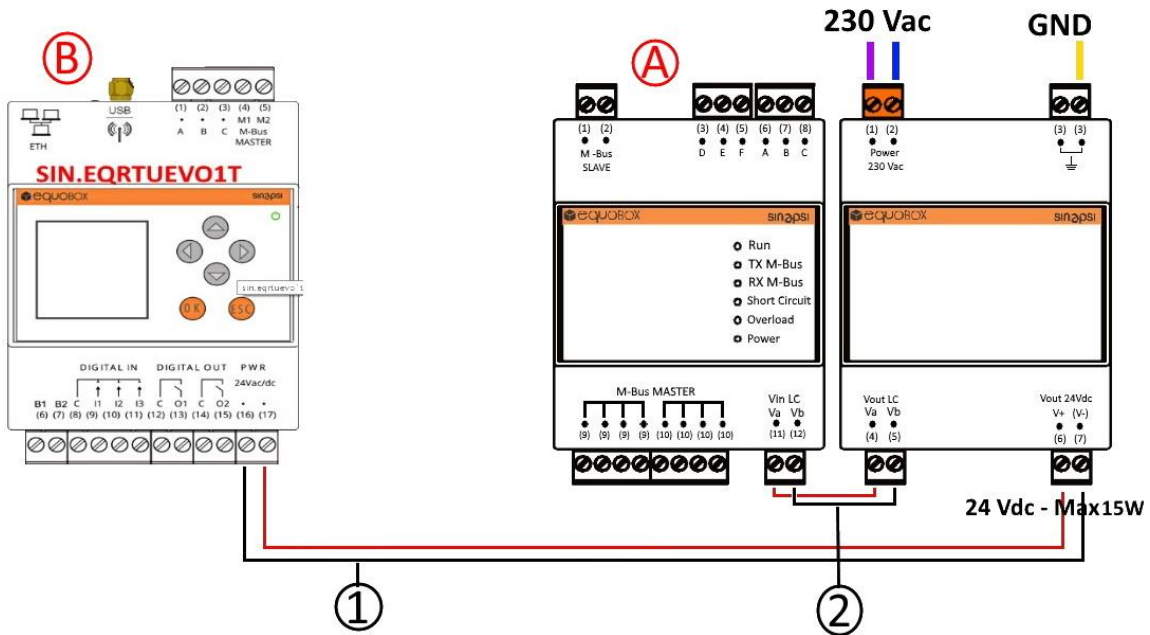 B
USB
ETH
(1) (2) (3) (4) (5)
M1 M2
A B C M-Bus
MASTER
SIN.EQRTUEVO1T
equobox sinapsi
OK ESC
sin.eqrtuevo1t
DIGITAL IN DIGITAL OUT PWR
24Vac/dc
B1 B2 C I1 I2 I3 C O1 C O2
(6) (7) (8) (9) (10) (11) (12) (13) (14) (15) (16) (17)
A
(1) (2)
M -Bus
SLAVE
(3) (4) (5) (6) (7) (8)
D E F A B C
equobox sinapsi
Run
TX M-Bus
RX M-Bus
Short Circuit
Overload
Power
M-Bus MASTER
(9) (9) (9) (9) (10) (10) (10) (10)
Vin LC
Va Vb
(11) (12)
230 Vac
GND
(1) (2)
Power
230 Vac
(3) (3)
equobox sinapsi
Vout LC
Va Vb
(4) (5)
Vout 24Vdc
V+ (V-)
(6) (7)
24 Vdc - Max15W
1
2